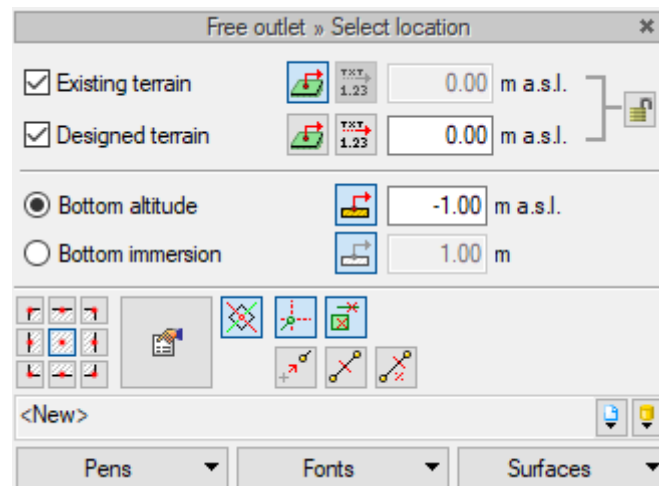 Free outlet » Select location
Existing terrain TXT 1.23 0.00 m a.s.l.
Designed terrain TXT 1.23 0.00 m a.s.l.
Bottom altitude -1.00 m a.s.l.
Bottom immersion 1.00 m
<New>
Pens Fonts Surfaces